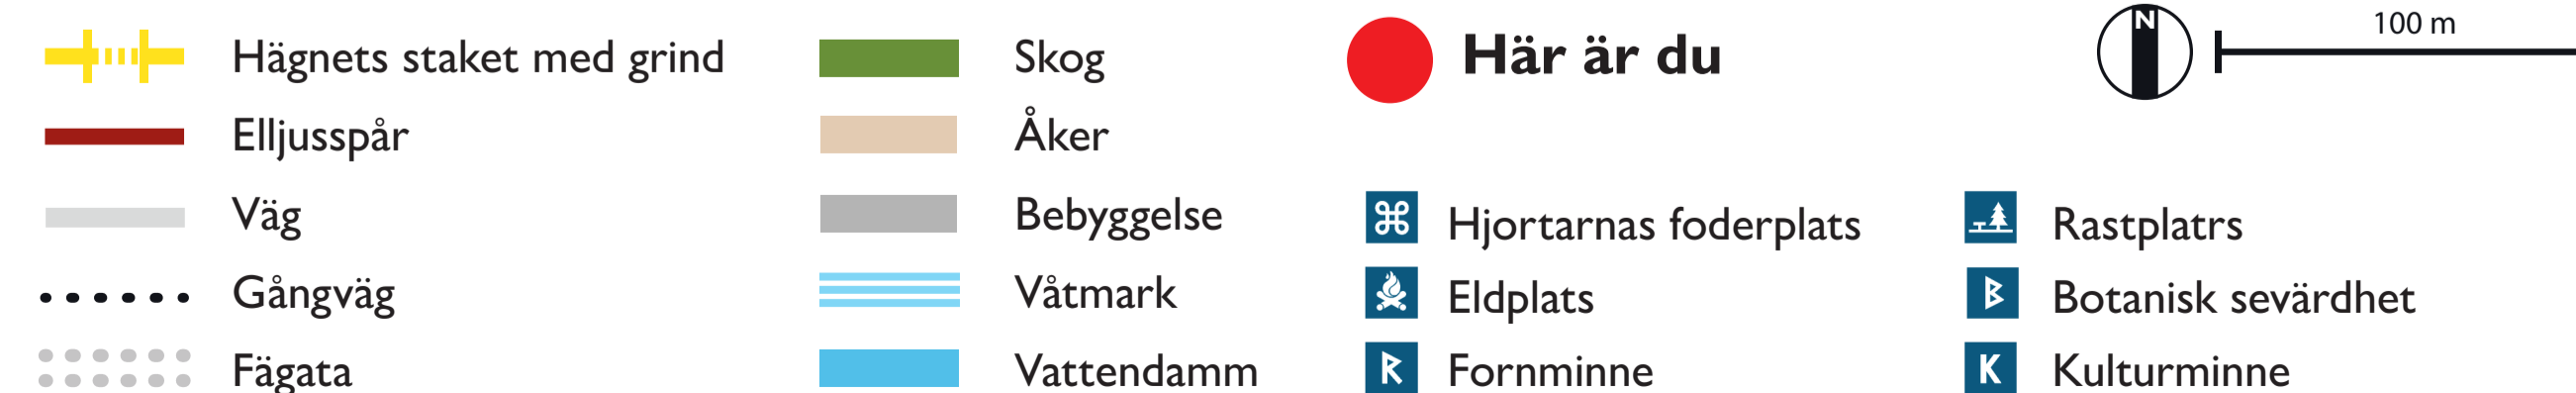 Hägnets staket med grind
Elljusspår
Väg
Gångväg
Fägata
Skog
Åker
Bebyggelse
Våtmark
Vattendamm
Här är du
Hjortarnas foderplats
Eldplats
R
Fornminne
N
100 m
Rastplatrs
B
Botanisk sevärdhet
K
Kulturminne